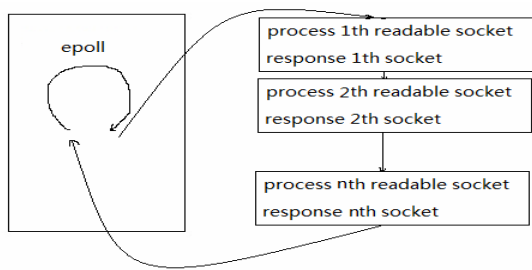 epoll
process 1th readable socket
response 1th socket
process 2th readable socket
response 2th socket
process nth readable socket
response nth socket